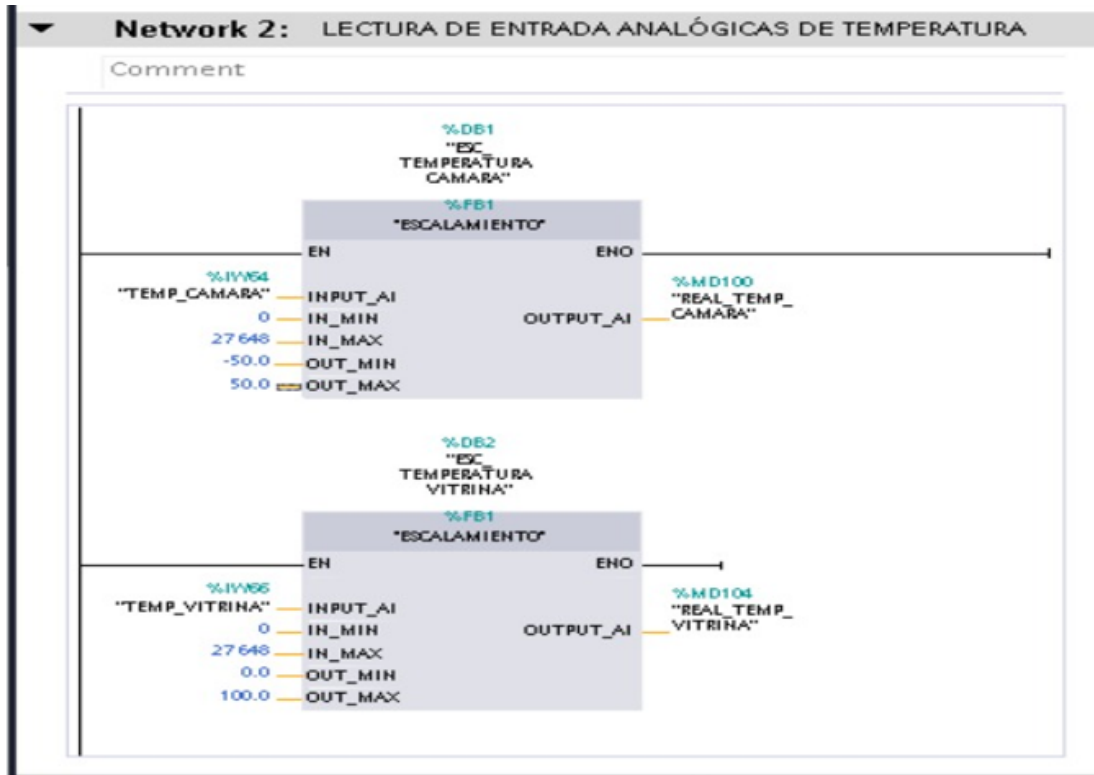 Network 2: LECTURA DE ENTRADA ANALÓGICAS DE TEMPERATURA
Comment
%DB1
"ESC_
TEMPERATURA
CAMARA"
%FB1
"ESCALAMIENTO"
EN ENO
%IW64
"TEMP_CAMARA" INPUT_AI
%MD100
"REAL_TEMP_
CAMARA"
0 IN_MIN OUTPUT_AI
27648 IN_MAX
-50.0 OUT_MIN
50.0 OUT_MAX
%DB2
"ESC_
TEMPERATURA
VITRINA"
%FB1
"ESCALAMIENTO"
EN ENO
%IW66
"TEMP_VITRINA" INPUT_AI
%MD104
"REAL_TEMP_
VITRINA"
0 IN_MIN OUTPUT_AI
27648 IN_MAX
0.0 OUT_MIN
100.0 OUT_MAX